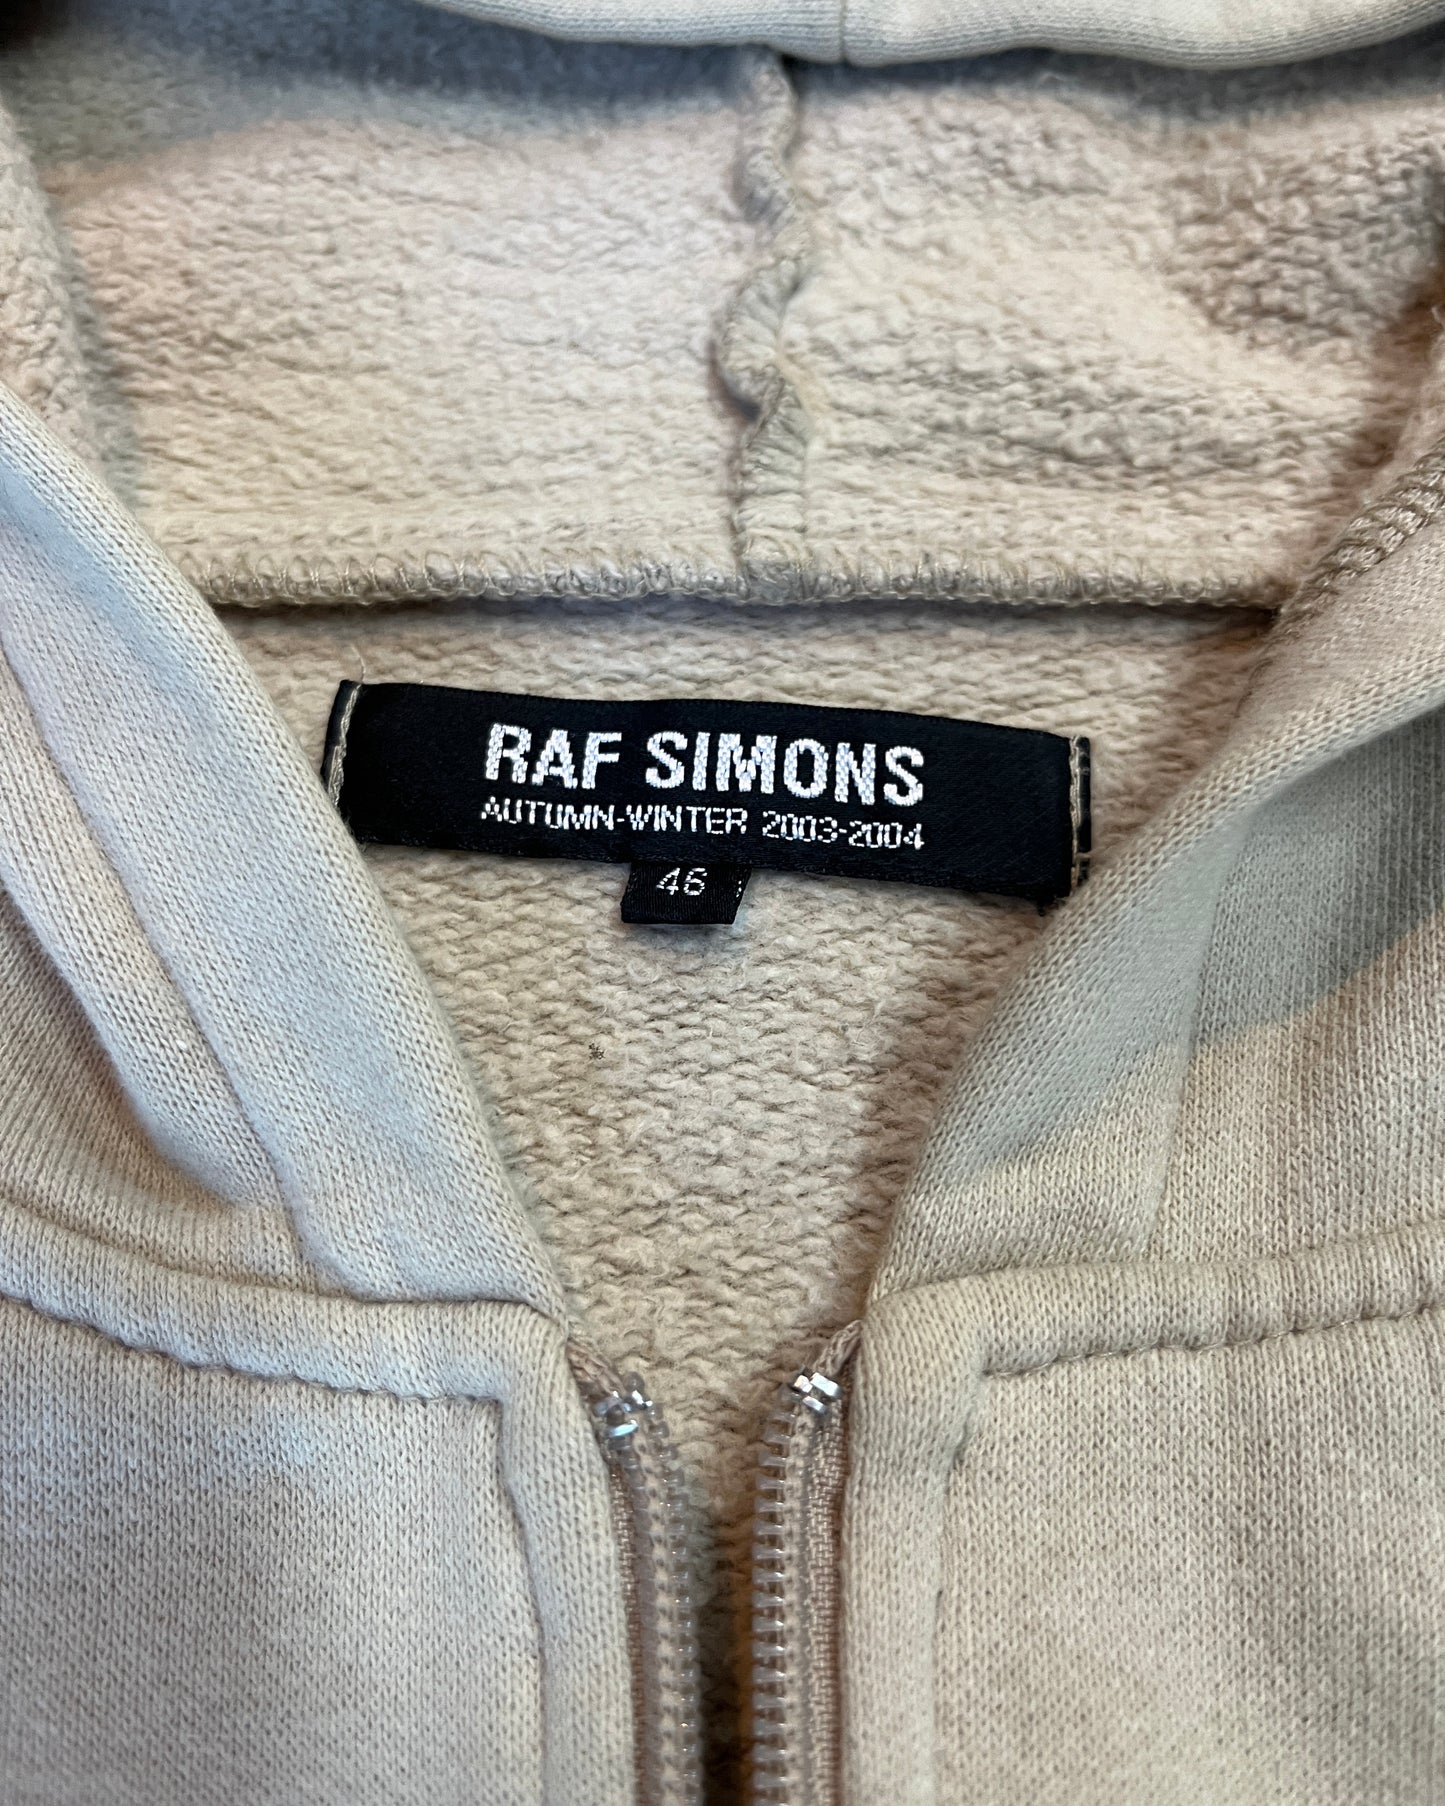 RAF SIMONS
AUTUMN-WINTER 2003-2004
46